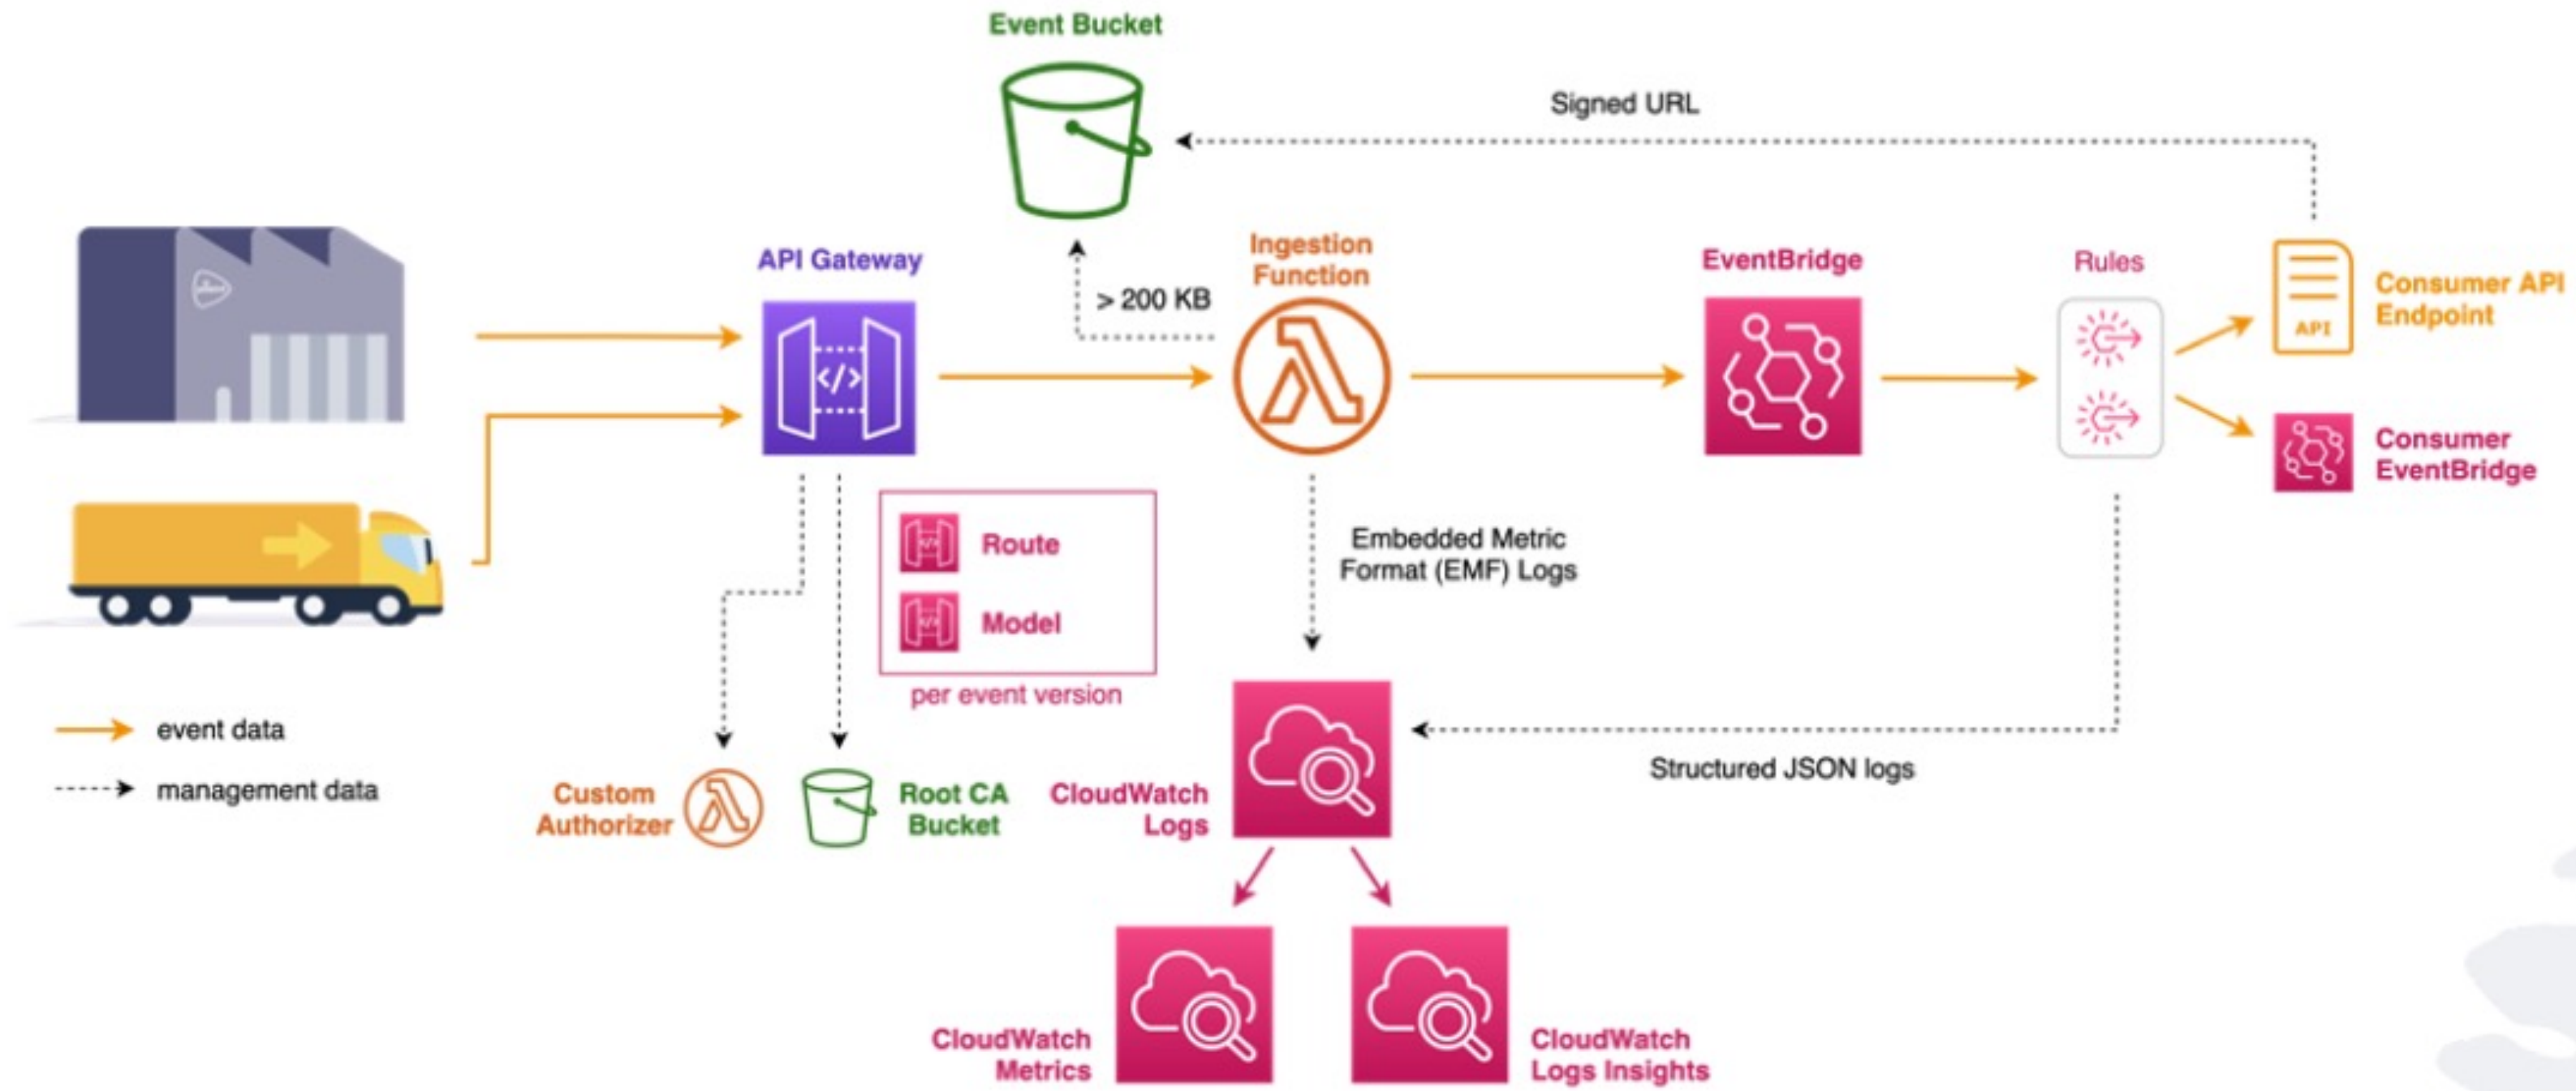 Event Bucket
Signed URL
API Gateway
> 200 KB
Ingestion
Function
EventBridge
Rules
Consumer API
Endpoint
API
</>
Consumer
EventBridge
Route
Model
per event version
Embedded Metric
Format (EMF) Logs
event data
management data
Custom
Authorizer
Root CA
Bucket
CloudWatch
Logs
Structured JSON logs
CloudWatch
Metrics
CloudWatch
Logs Insights